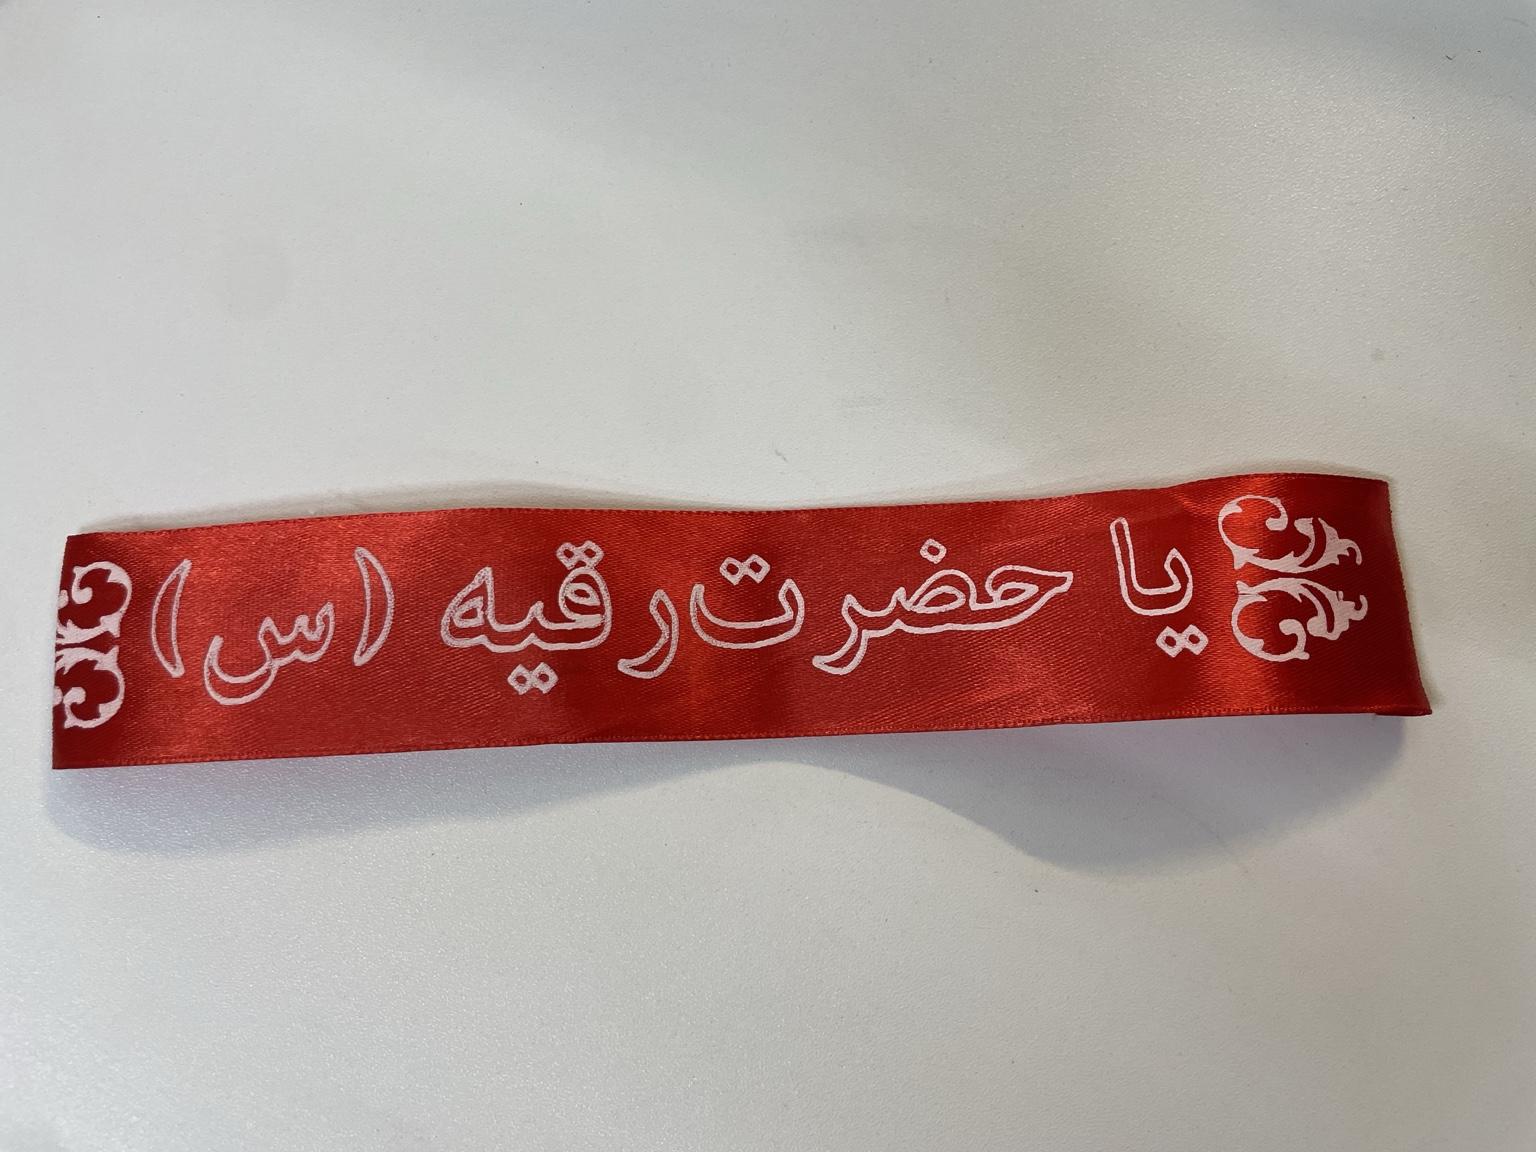 یا حضرت رقیه (س)